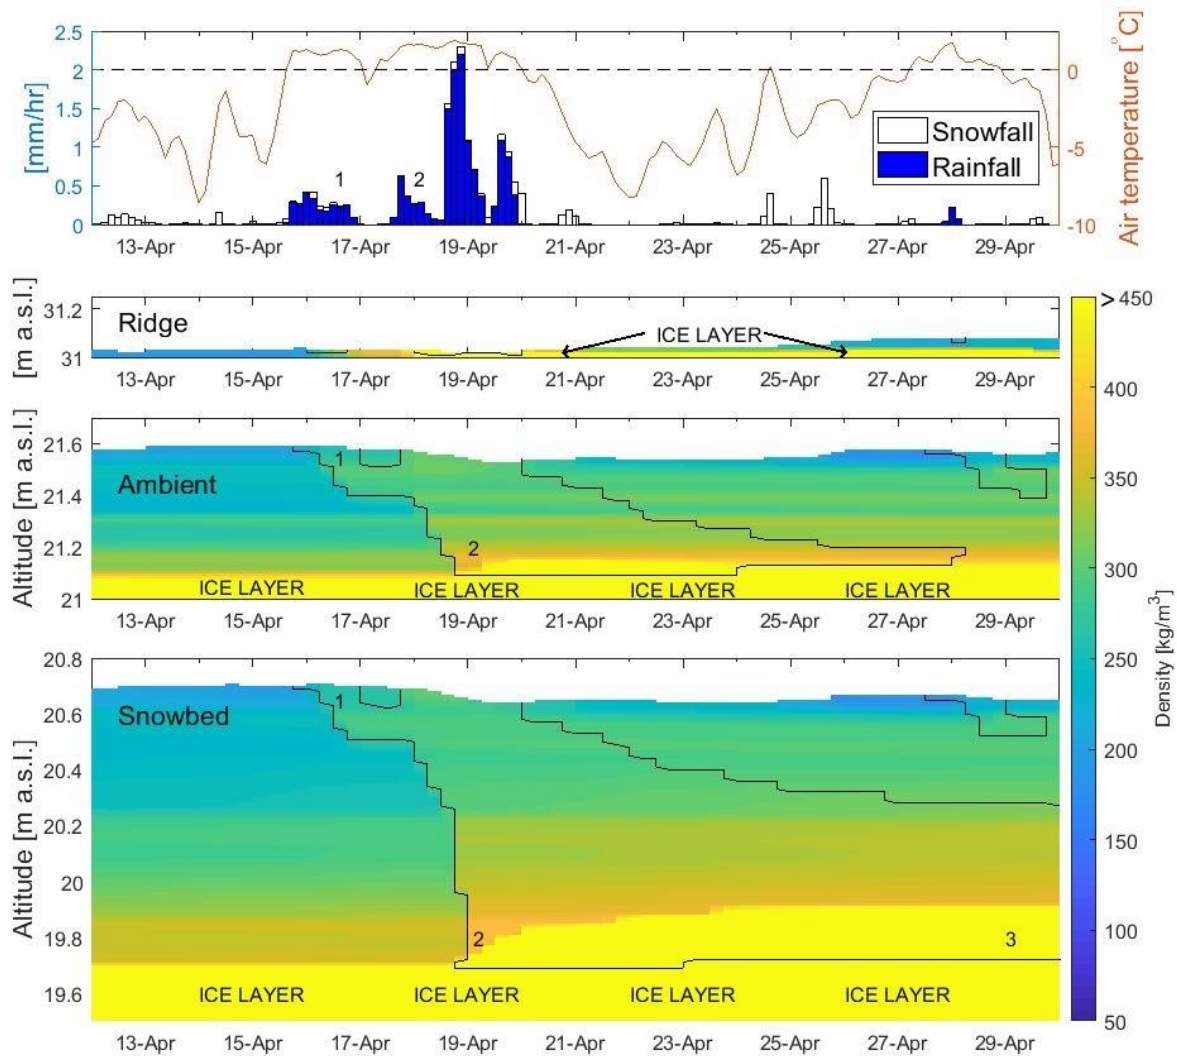 2.5
2
1.5
1
0.5
0
[mm/hr]
1
2
Snowfall
Rainfall
0
-5
-10
Air temperature [°C]
13-Apr 15-Apr 17-Apr 19-Apr 21-Apr 23-Apr 25-Apr 27-Apr 29-Apr
31.2
31
[m a.s.l.]
Ridge
ICE LAYER
13-Apr 15-Apr 17-Apr 19-Apr 21-Apr 23-Apr 25-Apr 27-Apr 29-Apr
21.6
21.4
21.2
21
Altitude [m a.s.l.]
Ambient
1
2
ICE LAYER ICE LAYER ICE LAYER ICE LAYER
13-Apr 15-Apr 17-Apr 19-Apr 21-Apr 23-Apr 25-Apr 27-Apr 29-Apr
20.8
20.6
20.4
20.2
20
19.8
19.6
Altitude [m a.s.l.]
Snowbed
1
2
3
ICE LAYER ICE LAYER ICE LAYER ICE LAYER
13-Apr 15-Apr 17-Apr 19-Apr 21-Apr 23-Apr 25-Apr 27-Apr 29-Apr
> 450
400
350
300
250
200
150
100
50
Density [kg/m³]